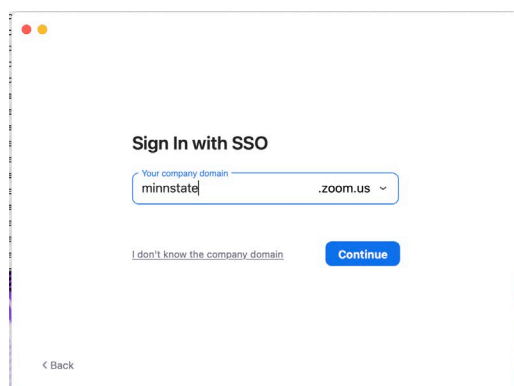 Sign In with SSO
Your company domain
minnstate .zoom.us
I don't know the company domain Continue
< Back